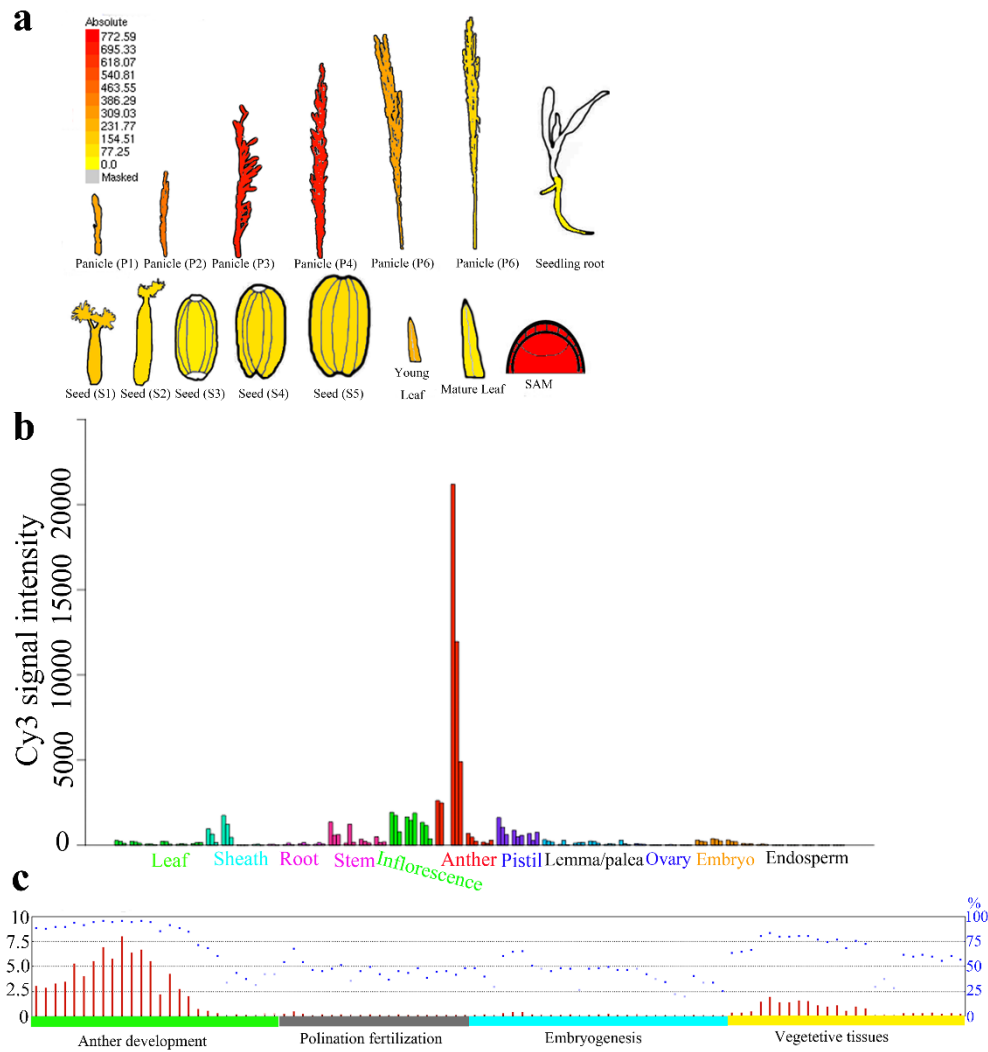 a
Absolute
772.59
695.33
618.07
540.81
463.55
386.29
309.03
231.77
154.51
77.25
0.0
Masked
Panicle (P1) Panicle (P2) Panicle (P3) Panicle (P4) Panicle (P6) Panicle (P6) Seedling root
Seed (S1) Seed (S2) Seed (S3) Seed (S4) Seed (S5) Young Leaf Mature Leaf SAM
b
Cy3 signal intensity
20000
15000
10000
5000
0
Leaf Sheath Root Stem Inflorescence Anther Pistil Lemma/palea Ovary Embryo Endosperm
c
%
10 100
7.5 75
5.0 50
2.5 25
0 0
Anther development Polination fertilization Embryogenesis Vegetetive tissues